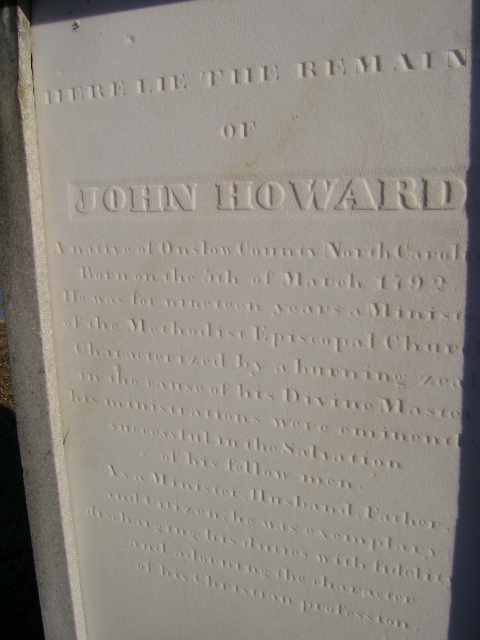 HERE LIE THE REMAIN
OF
JOHN HOWARD
A native of Onslow County North Caroli
Born on the 5th of March 1792
He was for nineteen years a Minist
of the Methodist Episcopal Chur
Characterized by a burning zea
in the cause of his Divine Maste
his ministrations were eminent
successful in the Salvation
of his fellow men.
As a Minister, Husband, Father,
and Citizen, he was exemplary
discharging his duties with fidelity
and adorning the character
of his Christian profession.